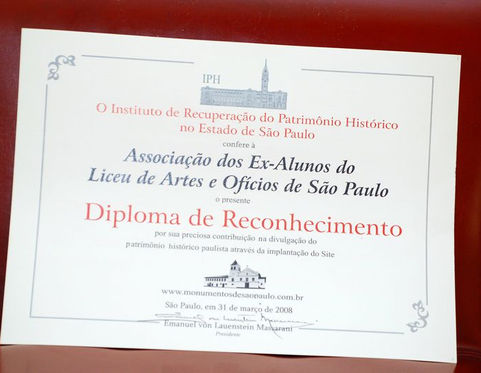 IPH
O Instituto de Recuperação do Patrimônio Histórico
no Estado de São Paulo
confere à
Associação dos Ex-Alunos do
Liceu de Artes e Ofícios de São Paulo
o presente
Diploma de Reconhecimento
por sua preciosa contribuição na divulgação do
patrimônio histórico paulista através da implantação do Site
www.monumentosdesaopaulo.com.br
São Paulo, em 31 março de 2008
Emanuel von Lauenstein Massarani
Presidente